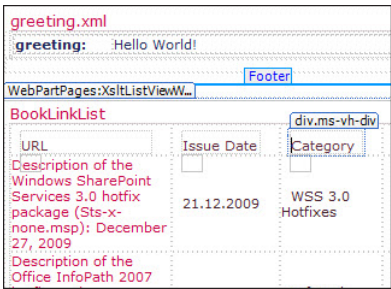 greeting.xml
greeting: Hello World!
Footer
WebPartPages:XsltListViewW...
BookLinkList
div.ms-vh-div
URL Issue Date Category
Description of the
Windows SharePoint
Services 3.0 hotfix
package (Sts-x-
none.msp): December
27, 2009
21.12.2009
WSS 3.0
Hotfixes
Description of the
Office InfoPath 2007